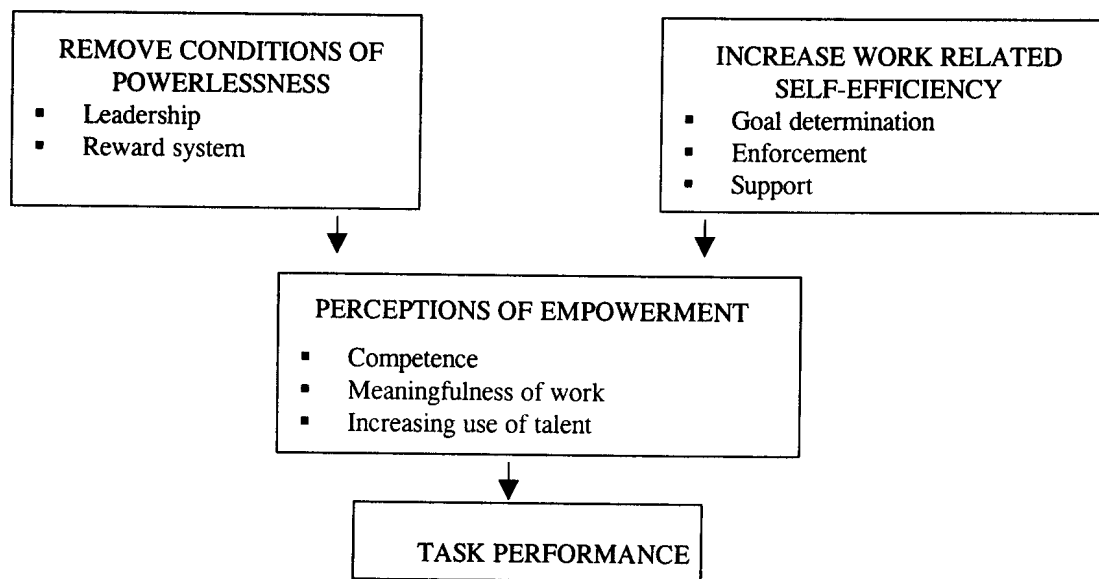 REMOVE CONDITIONS OF
POWERLESSNESS
▪ Leadership
▪ Reward system
INCREASE WORK RELATED
SELF-EFFICIENCY
▪ Goal determination
▪ Enforcement
▪ Support
PERCEPTIONS OF EMPOWERMENT
▪ Competence
▪ Meaningfulness of work
▪ Increasing use of talent
TASK PERFORMANCE